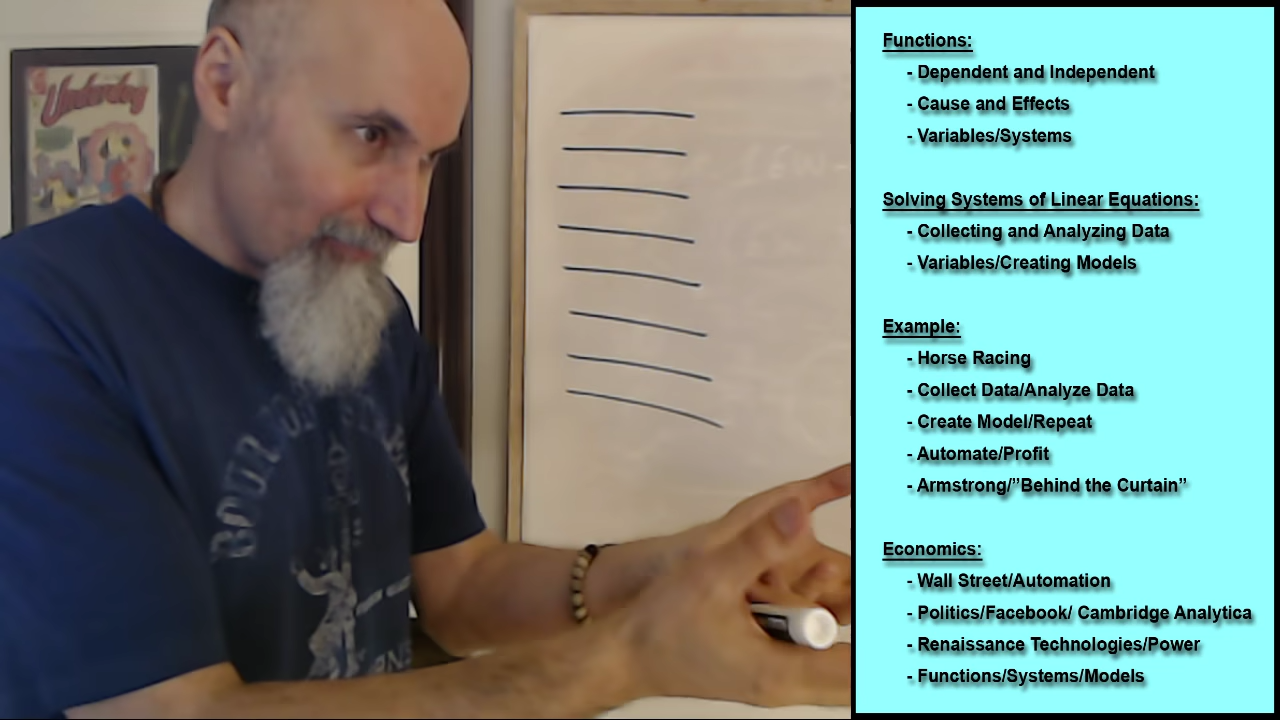 Underdog
16W-
Functions:
- Dependent and Independent
- Cause and Effects
- Variables/Systems
Solving Systems of Linear Equations:
- Collecting and Analyzing Data
- Variables/Creating Models
Example:
- Horse Racing
- Collect Data/Analyze Data
- Create Model/Repeat
- Automate/Profit
- Armstrong/”Behind the Curtain”
Economics:
- Wall Street/Automation
- Politics/Facebook/ Cambridge Analytica
- Renaissance Technologies/Power
- Functions/Systems/Models